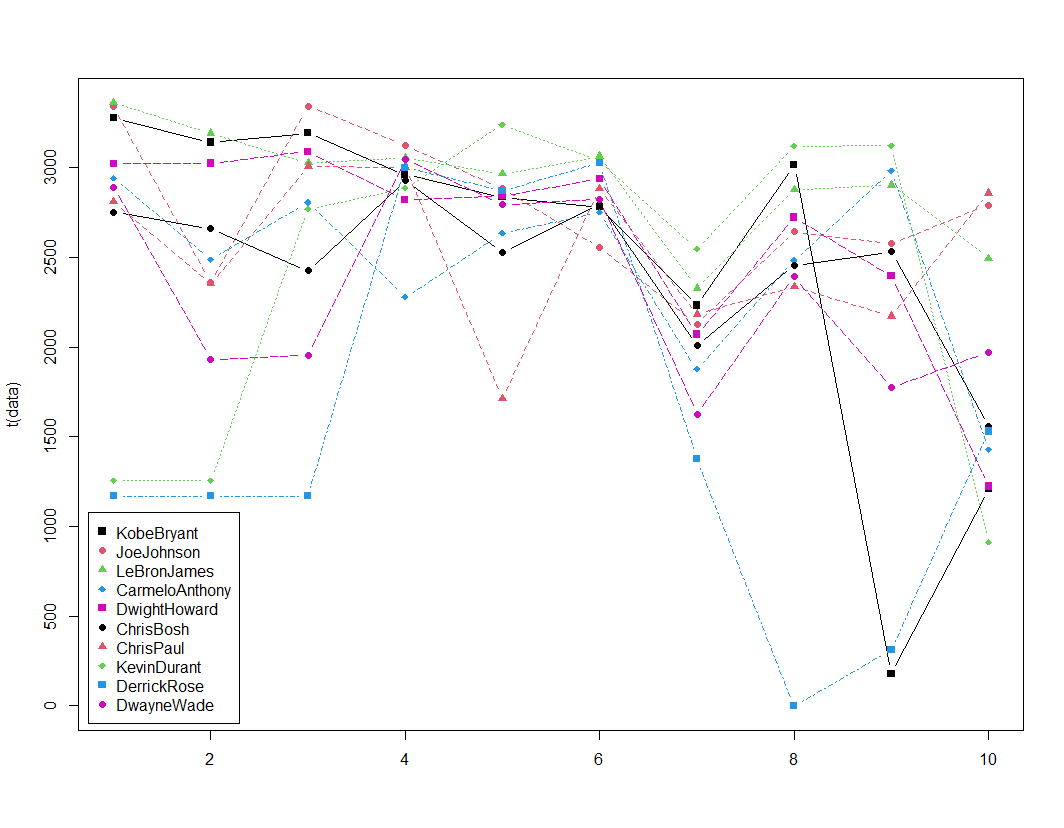 t(data)
3000
2500
2000
1500
1000
500
0
KobeBryant
JoeJohnson
LeBronJames
CarmeloAnthony
DwightHoward
ChrisBosh
ChrisPaul
KevinDurant
DerrickRose
DwayneWade
2 4 6 8 10